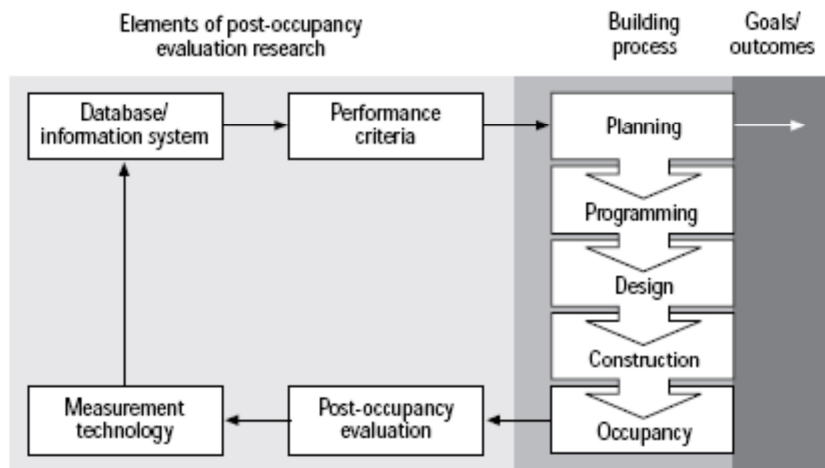 Elements of post-occupancy
evaluation research
Building
process
Goals/
outcomes
Database/
information system
Performance
criteria
Planning
Programming
Design
Construction
Measurement
technology
Post-occupancy
evaluation
Occupancy